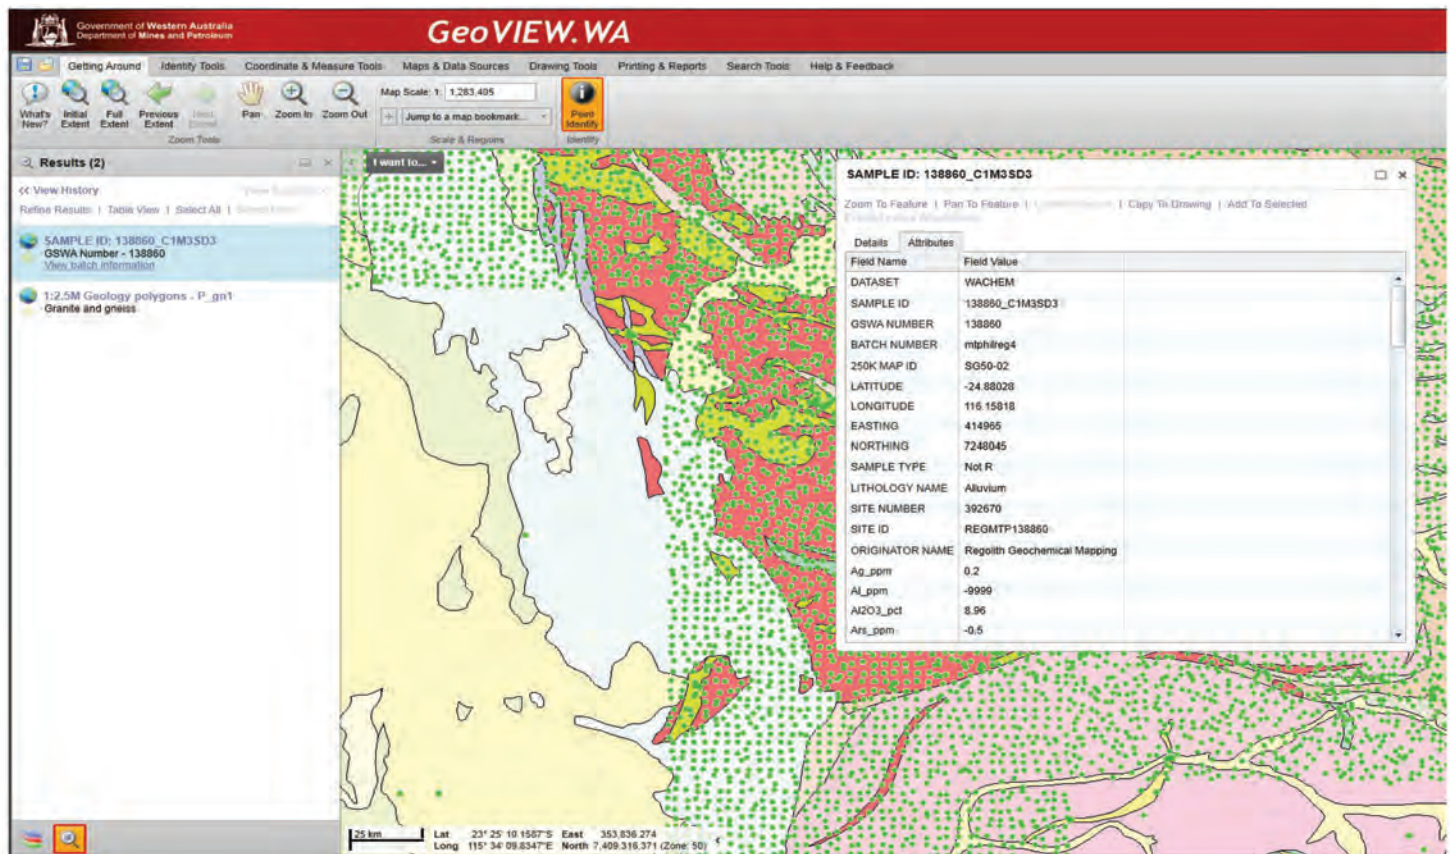 Government of Western Australia
Department of Mines and Petroleum
GeoVIEW.WA
Getting Around Identity Tools Coordinate & Measure Tools Maps & Data Sources Drawing Tools Printing & Reports Search Tools Help & Feedback
What's New? Initial Extent Full Extent Previous Extent Pan Zoom In Zoom Out
Map Scale: 1: 1,283,405
Jump to a map bookmark...
Point Identify
Zoom Tools Scale & Regions Identify
Results (2)
<< View History
Refine Results | Table View | Select All |
SAMPLE ID: 138860_C1M3SD3
GSWA Number - 138860
View batch information
1:2.5M Geology polygons - P_gn1
Granite and gneiss
I want to...
SAMPLE ID: 138860_C1M3SD3
Zoom To Feature | Pan To Feature | | Copy To Drawing | Add To Selected
Details Attributes
Field Name Field Value
DATASET WACHEM
SAMPLE ID 138860_C1M3SD3
GSWA NUMBER 138860
BATCH NUMBER mtphilreg4
250K MAP ID SG50-02
LATITUDE -24.88028
LONGITUDE 116.15818
EASTING 414965
NORTHING 7248045
SAMPLE TYPE Not R
LITHOLOGY NAME Alluvium
SITE NUMBER 392670
SITE ID REGMTP138860
ORIGINATOR NAME Regolith Geochemical Mapping
Ag_ppm 0.2
Al_ppm -9999
Al2O3_pct 8.96
Ars_ppm -0.5
25 km
Lat 23° 25' 10.1587"S East 353,836.274
Long 115° 34' 09.8347"E North 7,409,316.371 (Zone: 50)